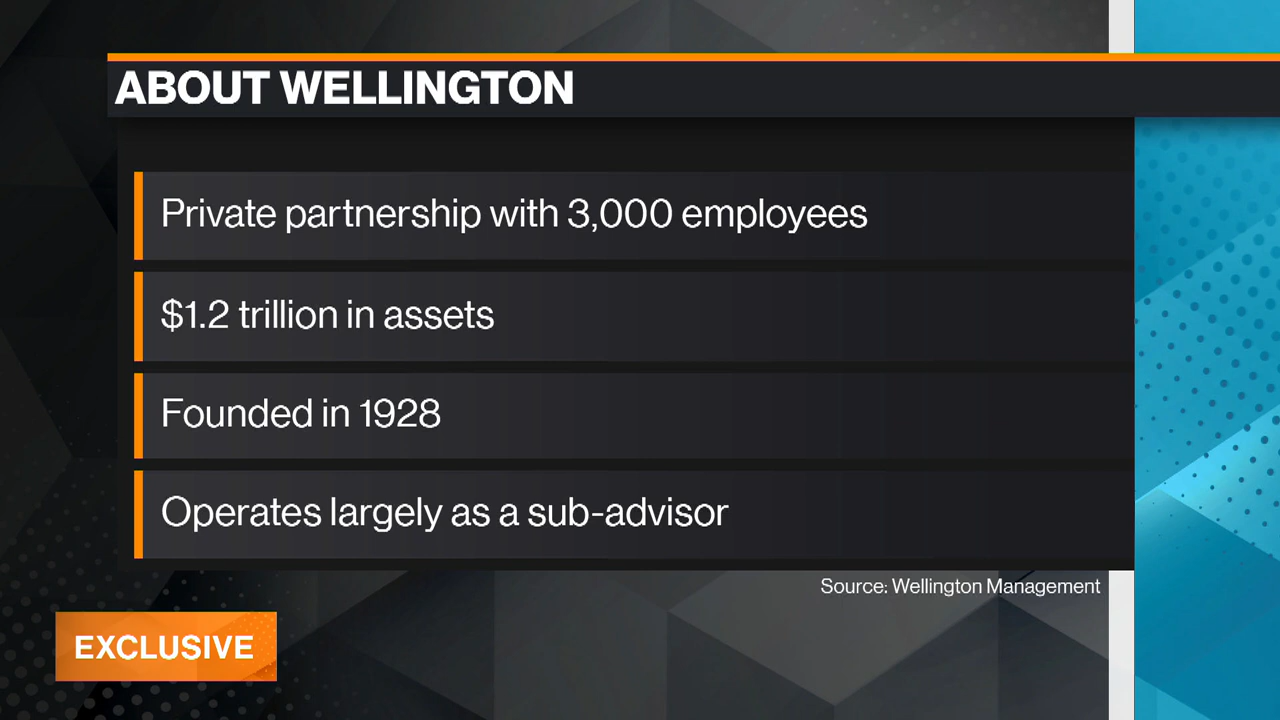 ABOUT WELLINGTON
Private partnership with 3,000 employees
$1.2 trillion in assets
Founded in 1928
Operates largely as a sub-advisor
Source: Wellington Management
EXCLUSIVE